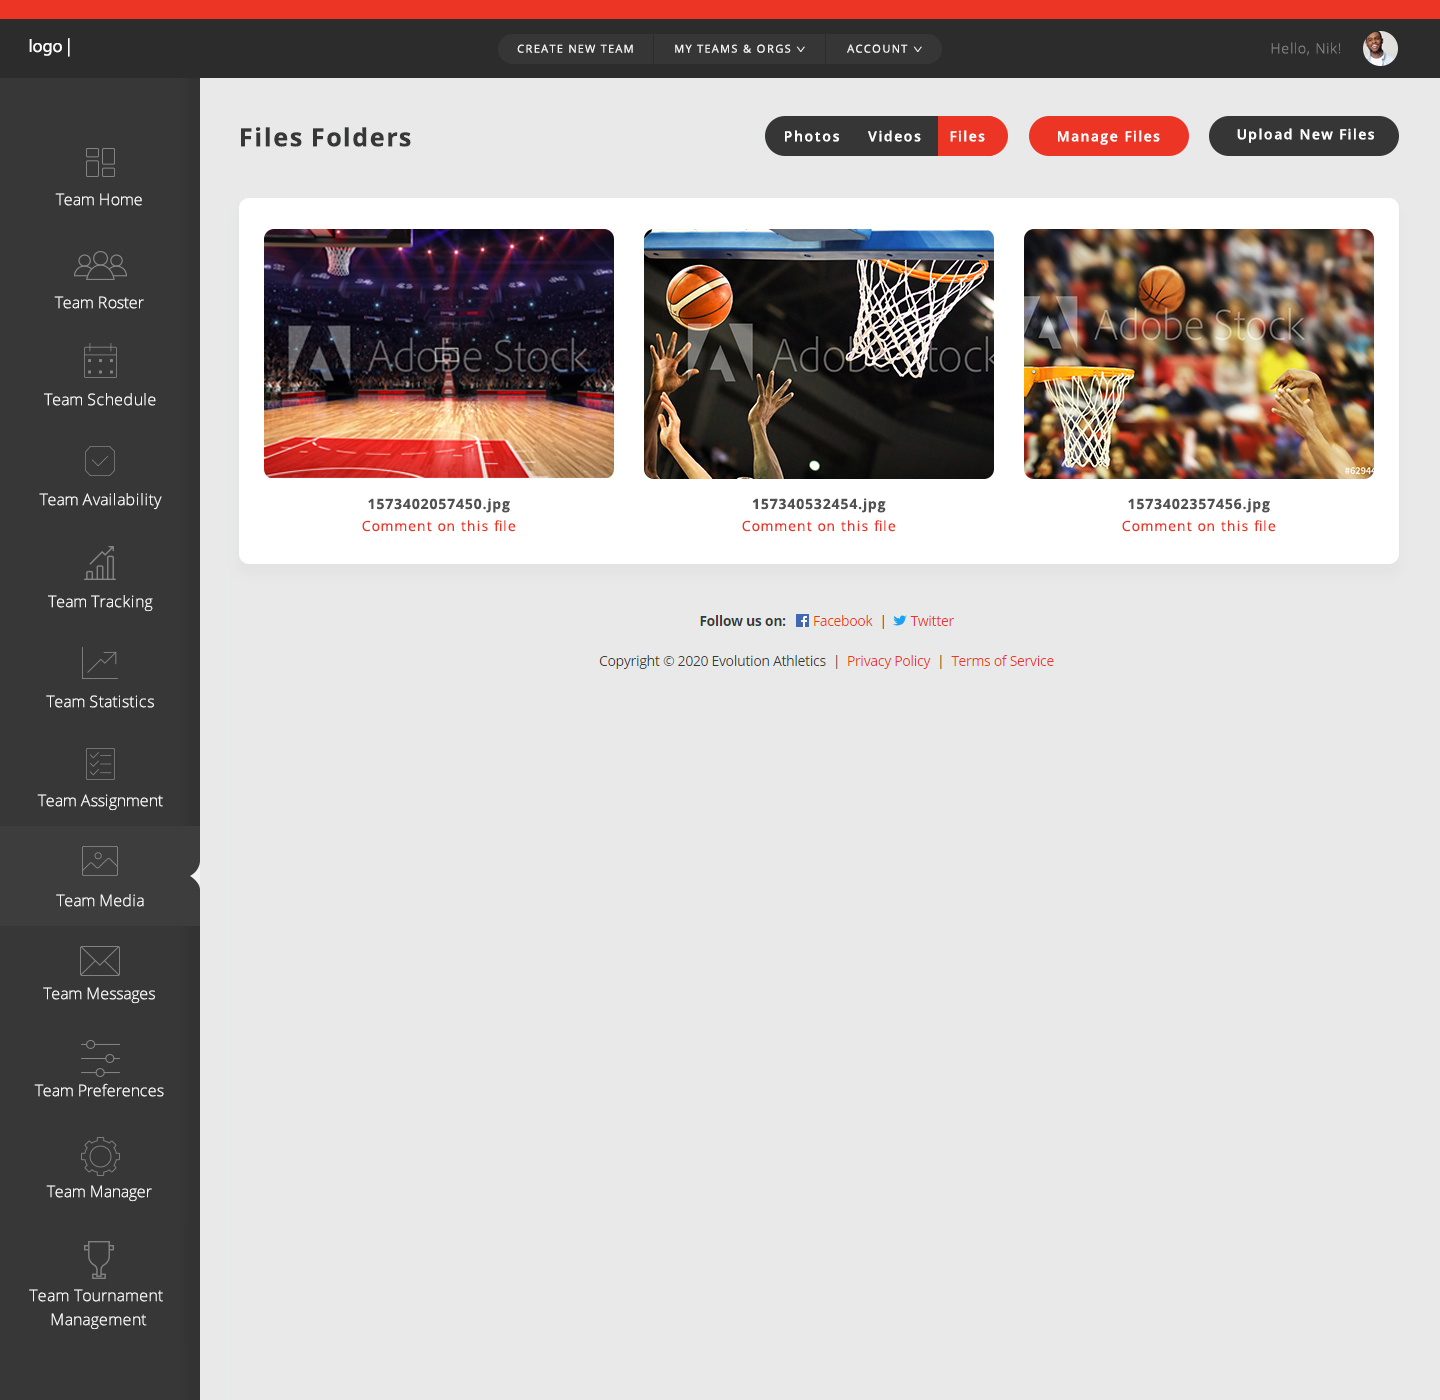 logo |
CREATE NEW TEAM
MY TEAMS & ORGS
ACCOUNT
Hello, Nik!
Team Home
Team Roster
Team Schedule
Team Availability
Team Tracking
Team Statistics
Team Assignment
Team Media
Team Messages
Team Preferences
Team Manager
Team Tournament
Management
Files Folders
Photos
Videos
Files
Manage Files
Upload New Files
Adobe Stock
Adobe Stock
Adobe Stock
#6294
1573402057450.jpg
Comment on this file
157340532454.jpg
Comment on this file
1573402357456.jpg
Comment on this file
Follow us on: Facebook | Twitter
Copyright © 2020 Evolution Athletics | Privacy Policy | Terms of Service